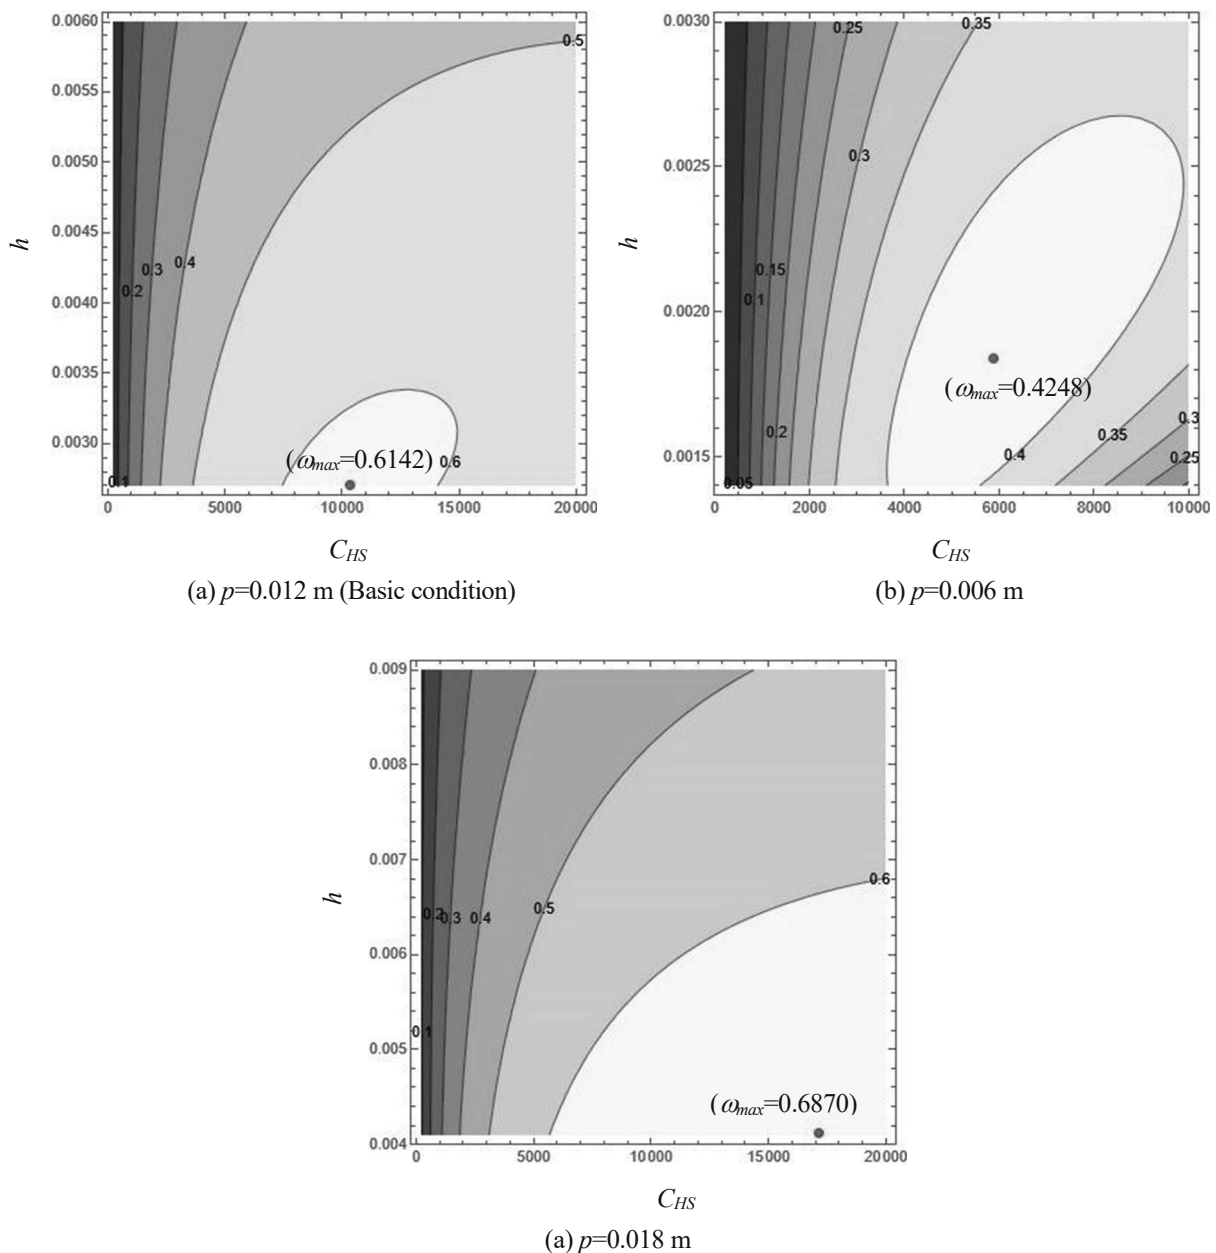 0.0060
0.0055
0.0050
0.0045
0.0040
0.0035
0.0030
h
0.5
0.4
0.3
0.2
0.1
0.6
(ωmax=0.6142)
0 5000 10000 15000 20000
CHS
(a) p=0.012 m (Basic condition)
0.0030
0.0025
0.0020
0.0015
h
0.25
0.35
0.3
0.15
0.1
0.2
0.05
(ωmax=0.4248)
0.4
0.35
0.3
0.25
0 2000 4000 6000 8000 10000
CHS
(b) p=0.006 m
0.009
0.008
0.007
0.006
0.005
0.004
h
0.6
0.2 0.3 0.4 0.5
0.1
(ωmax=0.6870)
0 5000 10000 15000 20000
CHS
(a) p=0.018 m